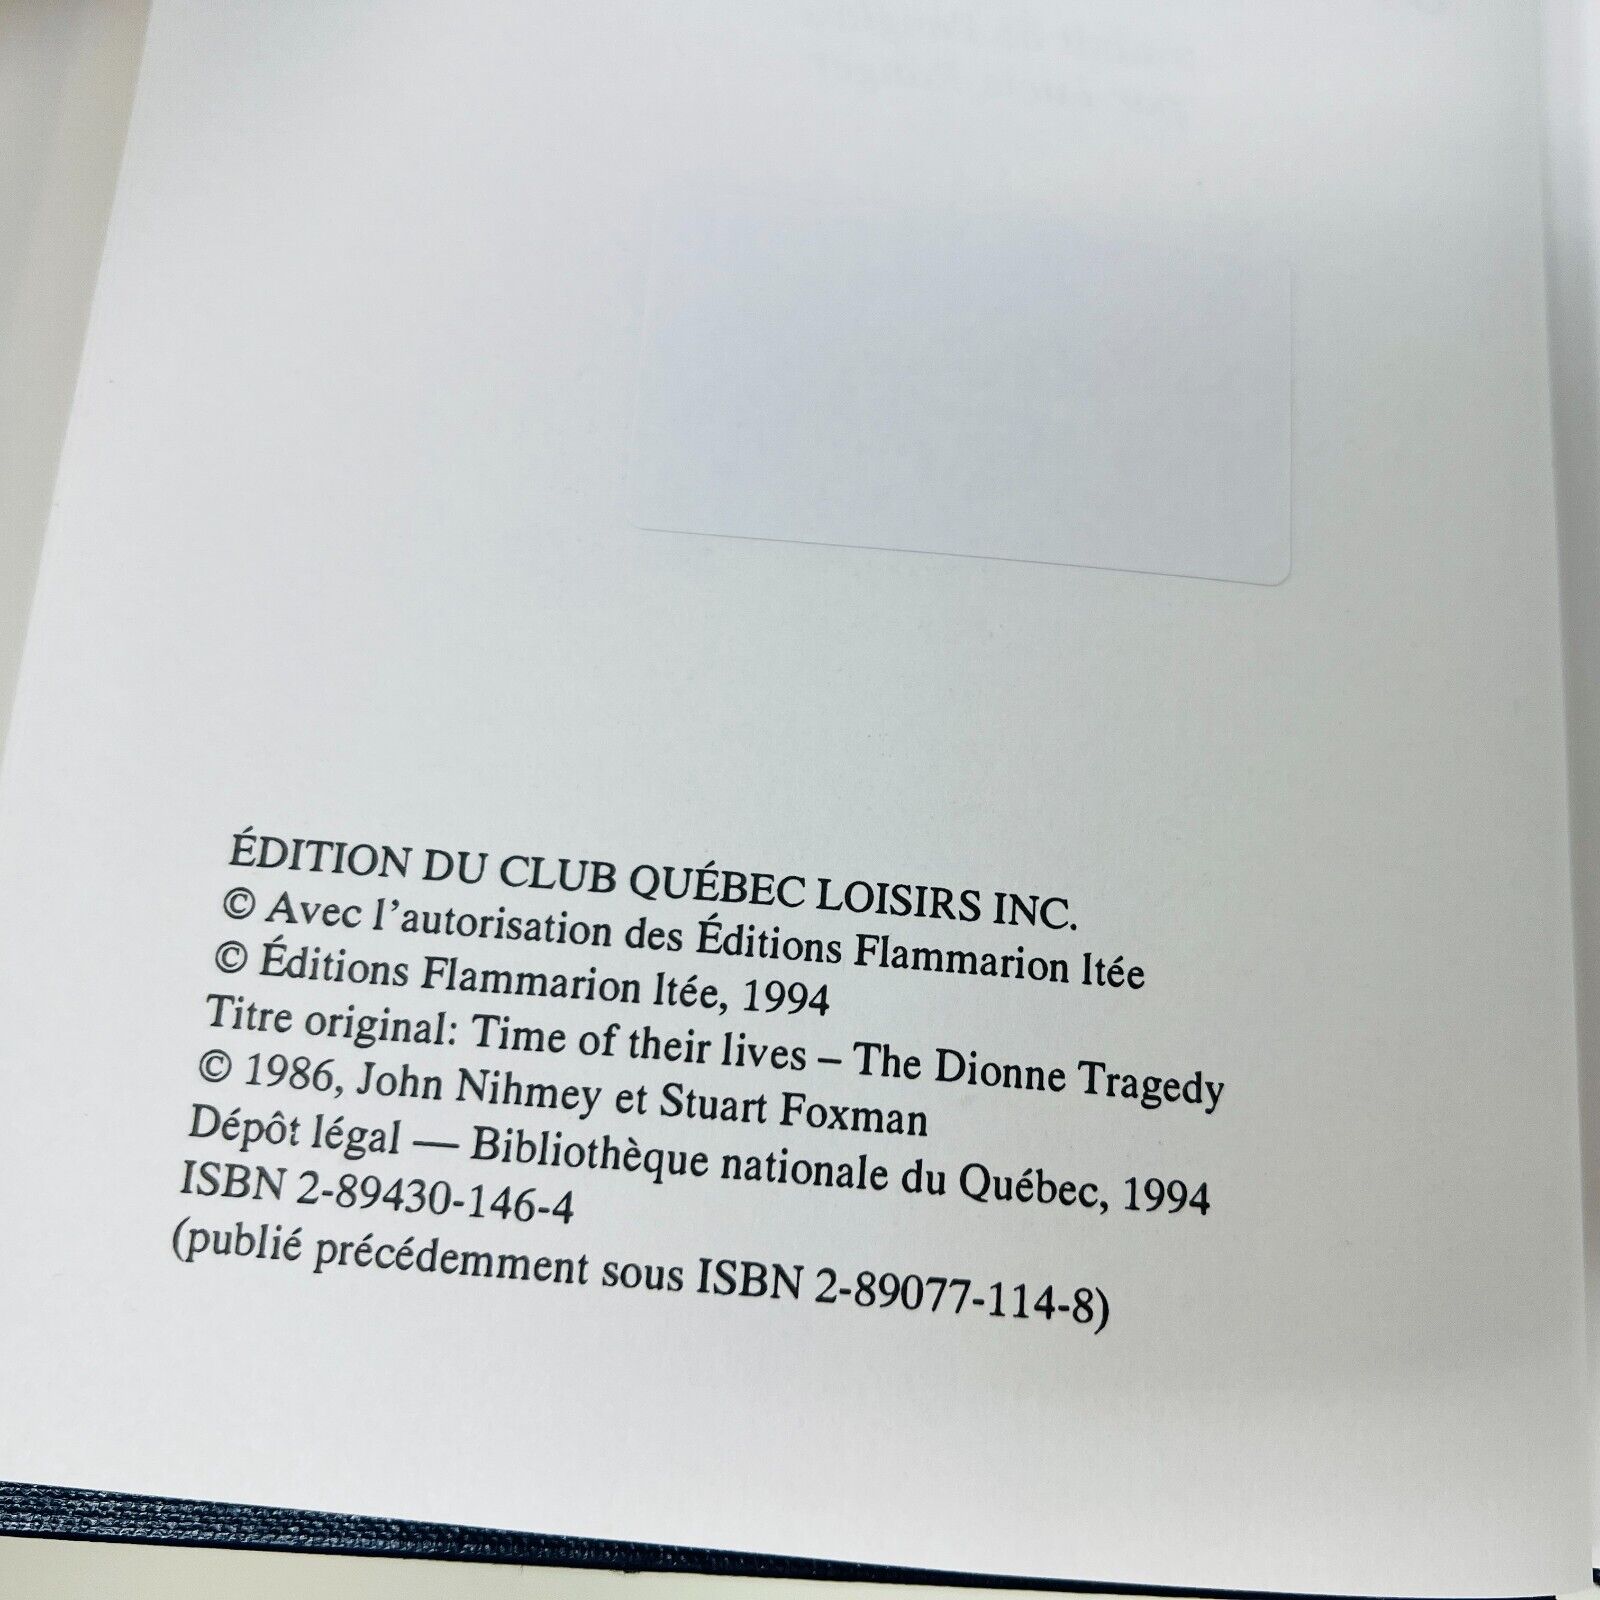 ÉDITION DU CLUB QUÉBEC LOISIRS INC.
© Avec l'autorisation des Éditions Flammarion ltée
© Éditions Flammarion ltée, 1994
Titre original: Time of their lives – The Dionne Tragedy
© 1986, John Nihmey et Stuart Foxman
Dépôt légal — Bibliothèque nationale du Québec, 1994
ISBN 2-89430-146-4
(publié précédemment sous ISBN 2-89077-114-8)